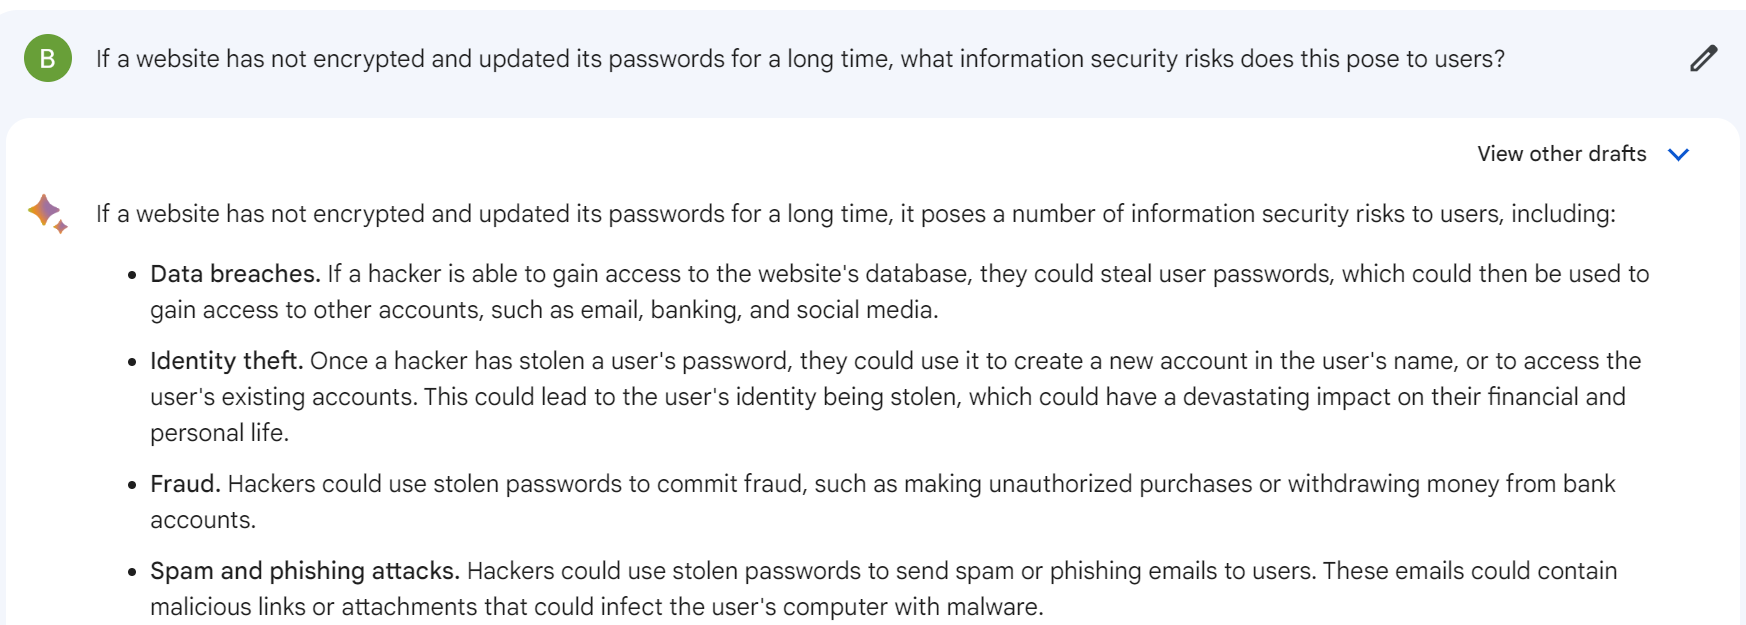 B
If a website has not encrypted and updated its passwords for a long time, what information security risks does this pose to users?
View other drafts
If a website has not encrypted and updated its passwords for a long time, it poses a number of information security risks to users, including:
• Data breaches. If a hacker is able to gain access to the website's database, they could steal user passwords, which could then be used to
gain access to other accounts, such as email, banking, and social media.
• Identity theft. Once a hacker has stolen a user's password, they could use it to create a new account in the user's name, or to access the
user's existing accounts. This could lead to the user's identity being stolen, which could have a devastating impact on their financial and
personal life.
• Fraud. Hackers could use stolen passwords to commit fraud, such as making unauthorized purchases or withdrawing money from bank
accounts.
• Spam and phishing attacks. Hackers could use stolen passwords to send spam or phishing emails to users. These emails could contain
malicious links or attachments that could infect the user's computer with malware.